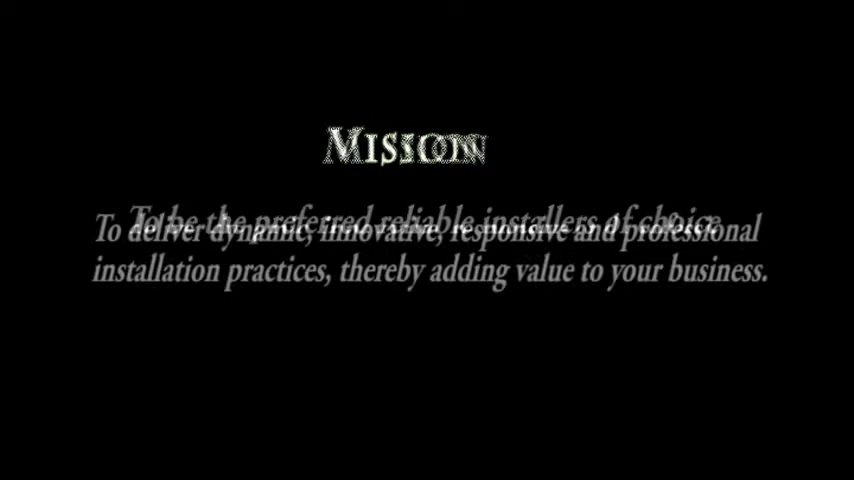 Mission
To be the preferred reliable installers of choice
To deliver dynamic, innovative, responsive and professional
installation practices, thereby adding value to your business.